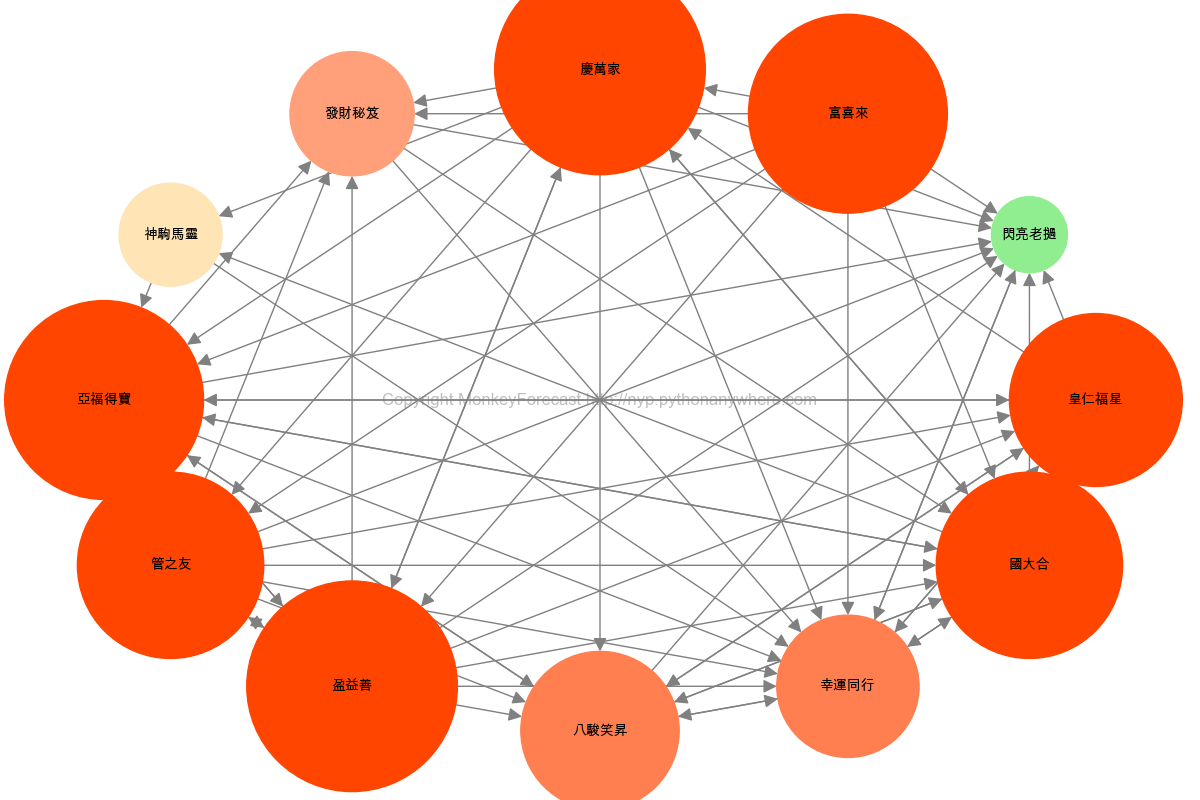 慶萬家
發財秘笈
富喜來
神駒馬靈
閃亮老撾
亞福得寶
Copyright MonkeyForecast http://nyp.pythonanywhere.com
皇仁福星
管之友
國大合
盈益善
幸運同行
八駿笑昇